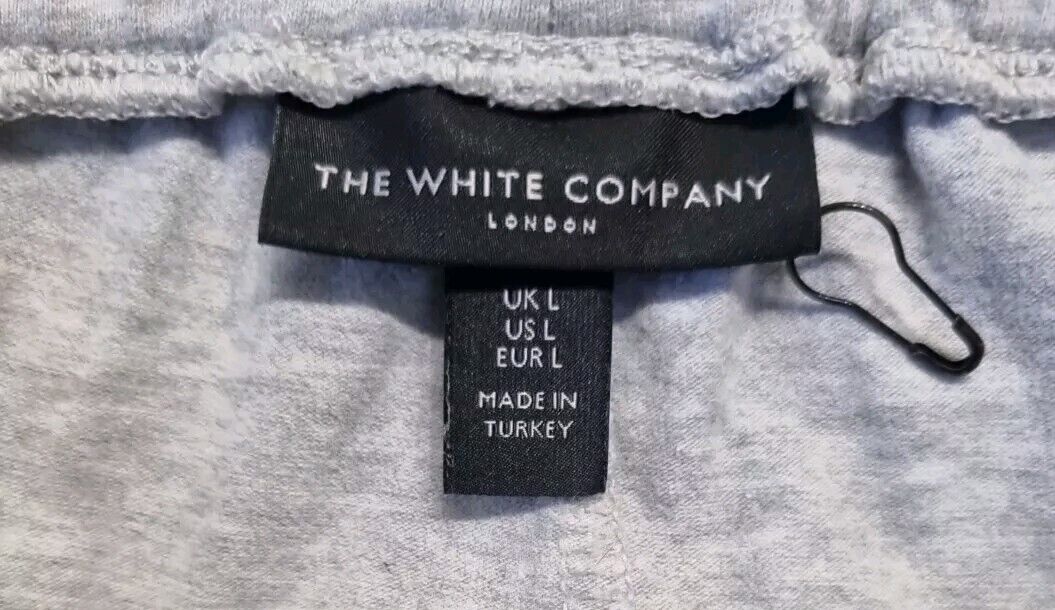 THE WHITE COMPANY
LONDON
UK L
US L
EUR L
MADE IN
TURKEY